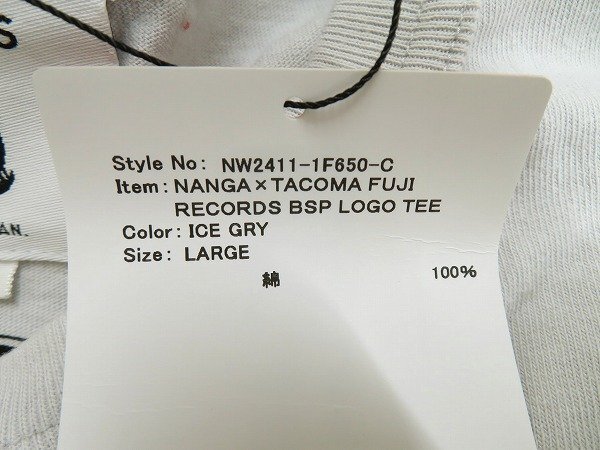 S
Style No: NW2411-1F650-C
Item: NANGA×TACOMA FUJI
RECORDS BSP LOGO TEE
Color: ICE GRY
Size: LARGE
綿 100%
AN.